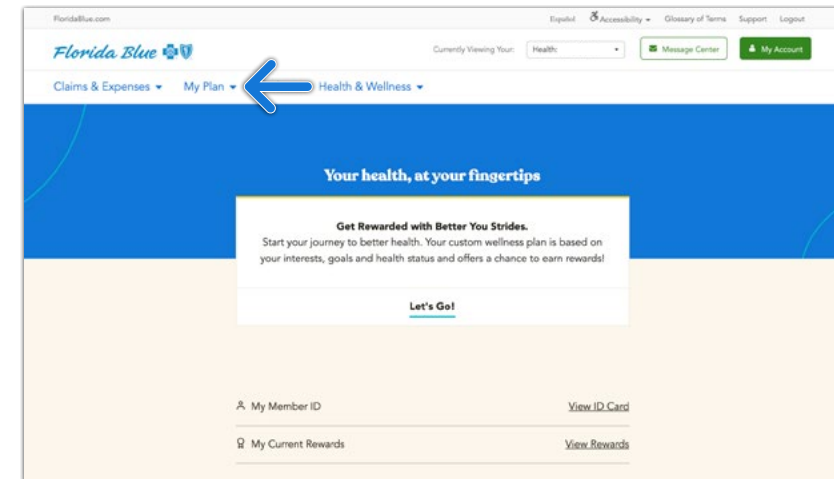 FloridaBlue.com Español Accessibility Glossary of Terms Support Logout
Florida Blue Currently Viewing Your: Health: Message Center My Account
Claims & Expenses My Plan Health & Wellness
Your health, at your fingertips
Get Rewarded with Better You Strides.
Start your journey to better health. Your custom wellness plan is based on
your interests, goals and health status and offers a chance to earn rewards!
Let's Go!
My Member ID View ID Card
My Current Rewards View Rewards